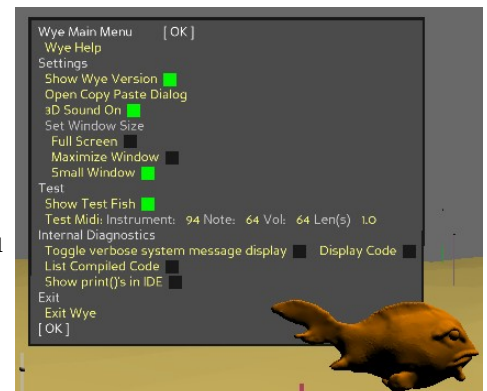 Wye Main Menu [OK]
Wye Help
Settings
Show Wye Version
Open Copy Paste Dialog
3D Sound On
Set Window Size
Full Screen
Maximize Window
Small Window
Test
Show Test Fish
Test Midi: Instrument: 94 Note: 64 Vol: 64 Len(s) 1.0
Internal Diagnostics
Toggle verbose system message display Display Code
List Compiled Code
Show print()'s in IDE
Exit
Exit Wye
[OK]